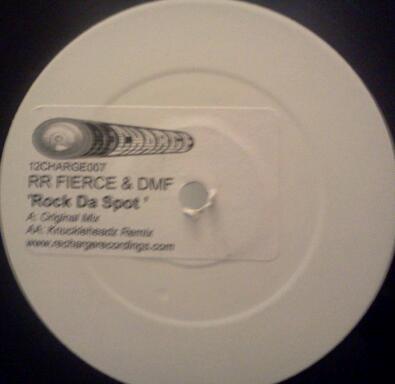 12CHARGE007
RR FIERCE & DMF
'Rock Da Spot '
A: Original Mix
AA: Knuckleheadz Remix
www.rechargerecordings.com